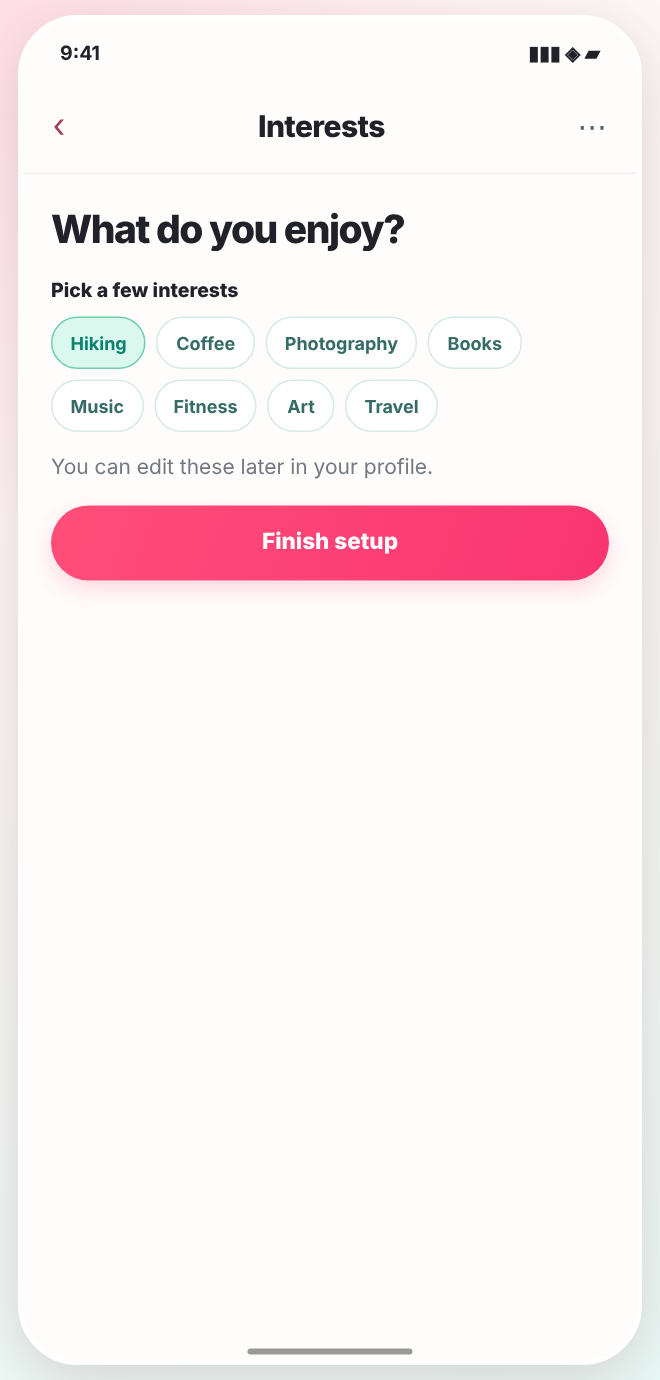 9:41
Interests
What do you enjoy?
Pick a few interests
Hiking Coffee Photography Books
Music Fitness Art Travel
You can edit these later in your profile.
Finish setup